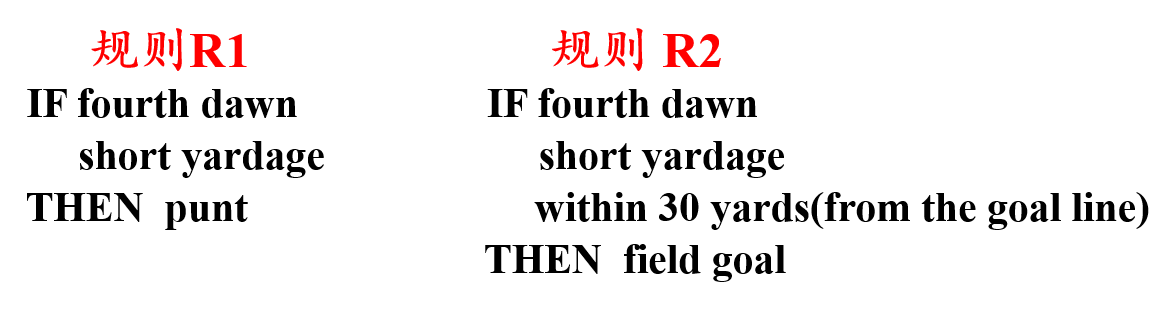 规则R1
IF fourth dawn
short yardage
THEN punt
规则 R2
IF fourth dawn
short yardage
within 30 yards(from the goal line)
THEN field goal